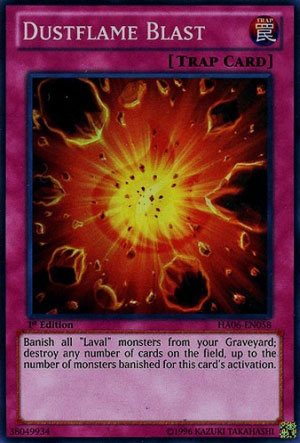 Dustflame Blast
TRAP
罠
[Trap Card]
1st Edition
HA06-EN058
Banish all "Laval" monsters from your Graveyard;
destroy any number of cards on the field, up to the
number of monsters banished for this card's activation.
38049934
©1996 KAZUKI TAKAHASHI